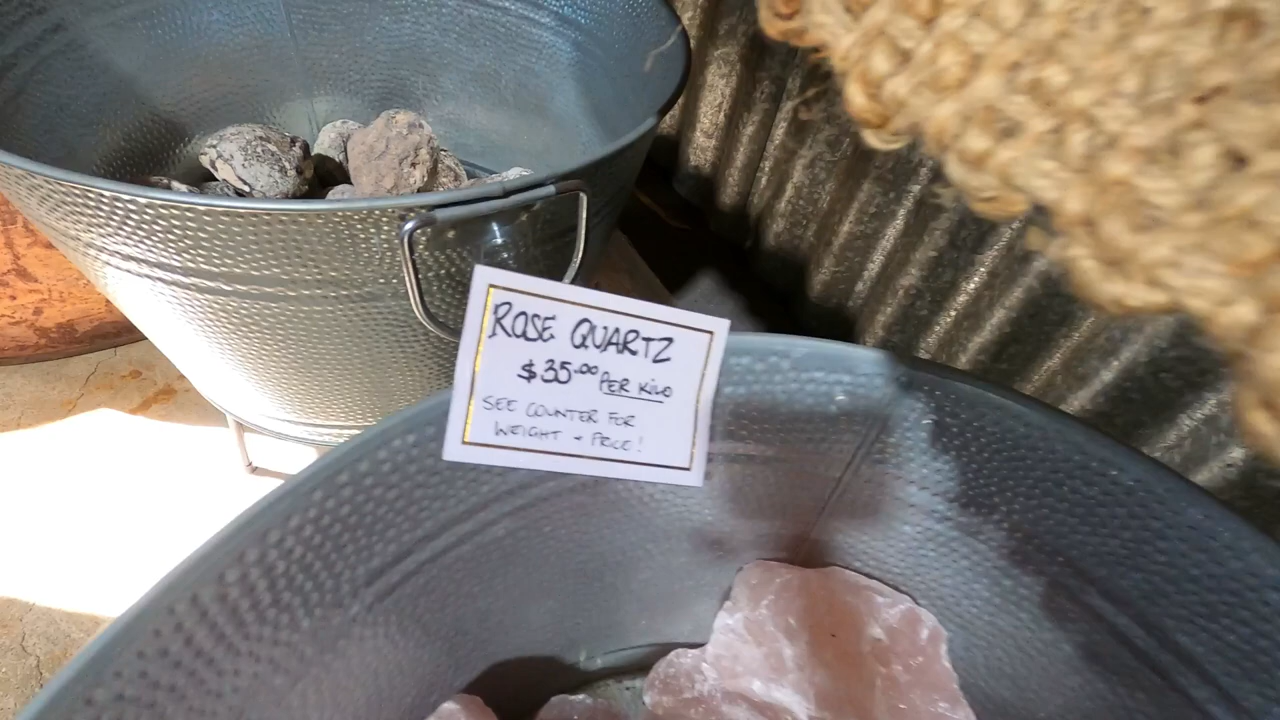 ROSE QUARTZ
$35.00 PER KILO
SEE COUNTER FOR
WEIGHT + PRICE!